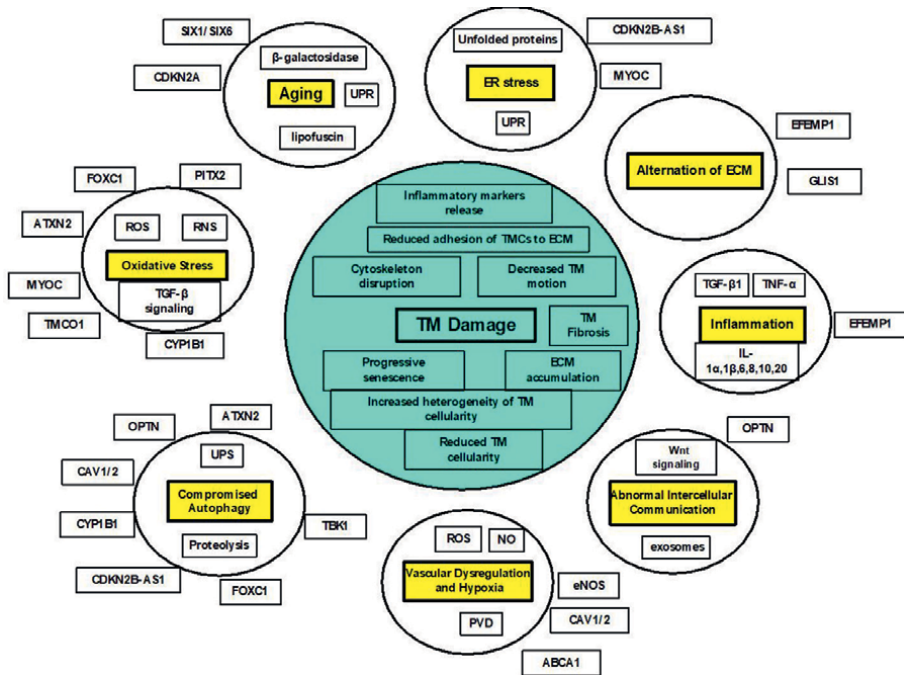 SIX1/ SIX6
CDKN2A
β-galactosidase
Aging
UPR
lipofuscin
Unfolded proteins
ER stress
UPR
CDKN2B-AS1
MYOC
Alternation of ECM
EFEMP1
GLIS1
FOXC1
PITX2
ATXN2
ROS
RNS
Oxidative Stress
TGF-β
signaling
MYOC
TMCO1
CYP1B1
Inflammatory markers
release
Reduced adhesion of TMCs to ECM
Cytoskeleton
disruption
Decreased TM
motion
TM Damage
TM
Fibrosis
Progressive
senescence
ECM
accumulation
Increased heterogeneity of TM
cellularity
Reduced TM
cellularity
TGF-β1
TNF-α
Inflammation
IL-
1α,1β,6,8,10,20
EFEMP1
OPTN
ATXN2
CAV1/2
UPS
Compromised
Autophagy
CYP1B1
Proteolysis
TBK1
CDKN2B-AS1
FOXC1
ROS
NO
Vascular Dysregulation
and Hypoxia
PVD
eNOS
CAV1/2
ABCA1
OPTN
Wnt
signaling
Abnormal Intercellular
Communication
exosomes